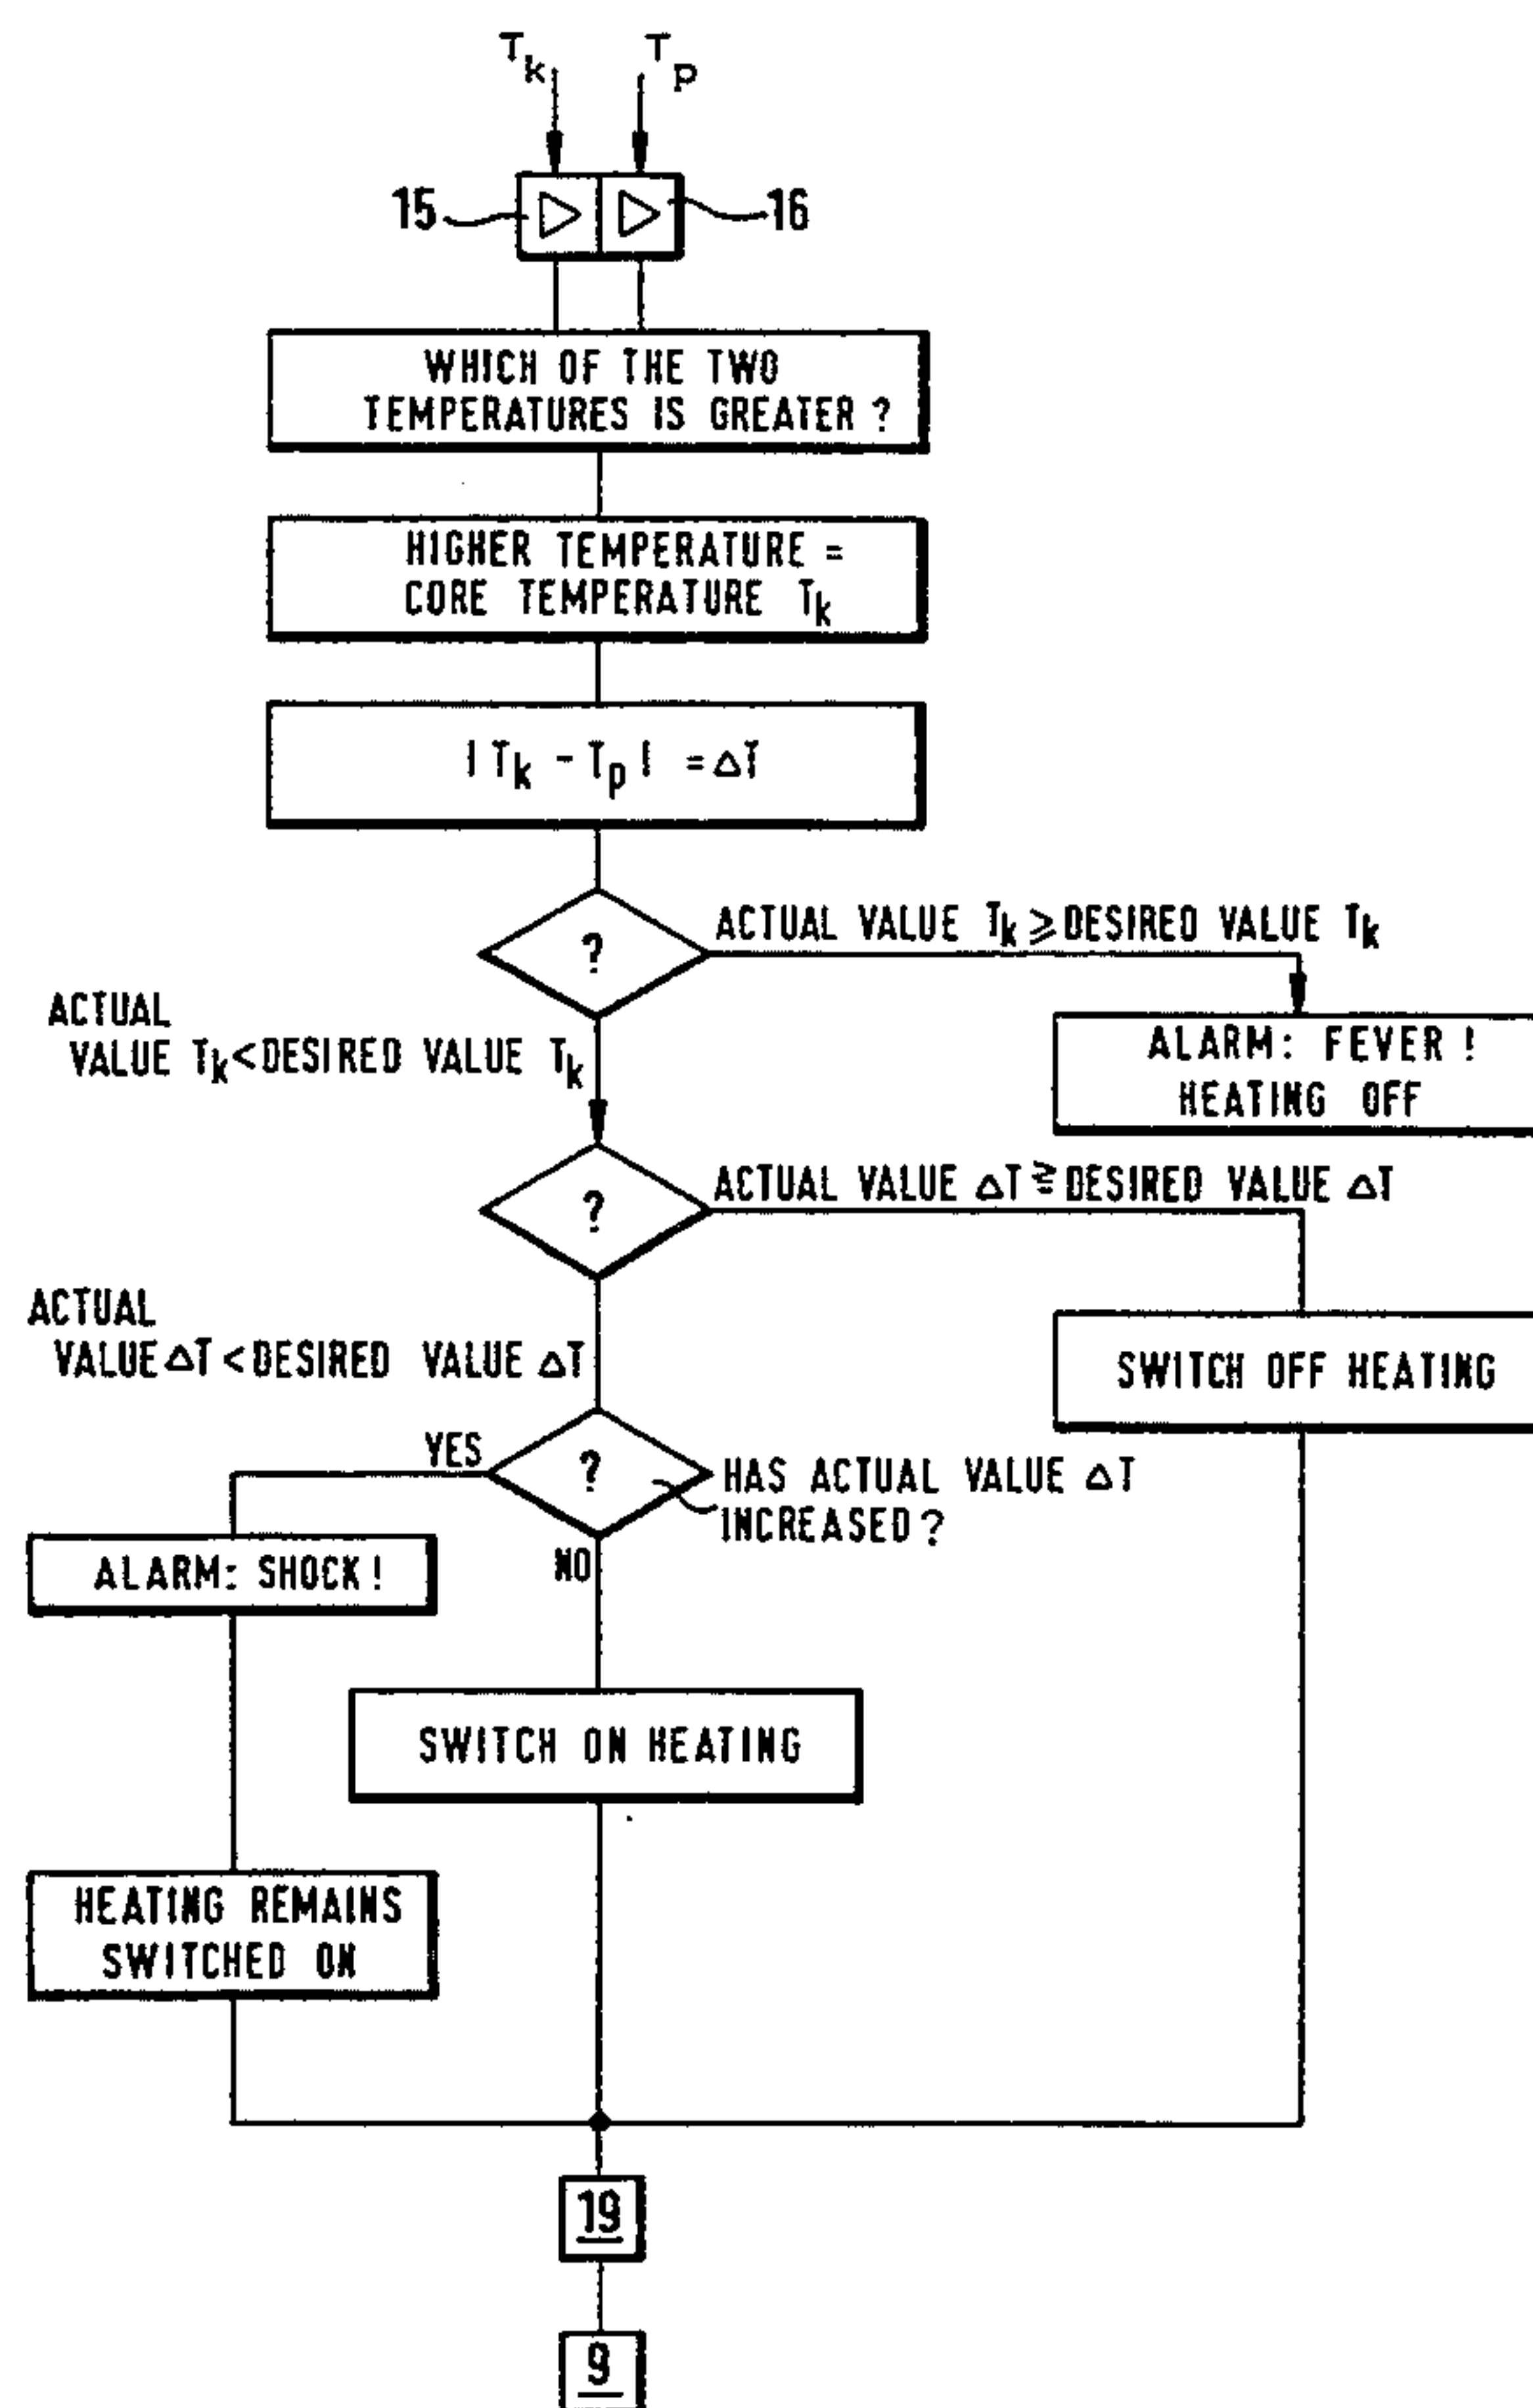 Tk Tp
15 16
WHICH OF THE TWO
TEMPERATURES IS GREATER ?
HIGHER TEMPERATURE =
CORE TEMPERATURE Tk
| Tk - Tp | = ΔT
?
ACTUAL VALUE Tk ⩾ DESIRED VALUE Tk
ACTUAL
VALUE Tk < DESIRED VALUE Tk
ALARM: FEVER !
HEATING OFF
?
ACTUAL VALUE ΔT ≧ DESIRED VALUE ΔT
ACTUAL
VALUE ΔT < DESIRED VALUE ΔT
SWITCH OFF HEATING
YES
?
HAS ACTUAL VALUE ΔT
INCREASED ?
NO
ALARM: SHOCK !
SWITCH ON HEATING
HEATING REMAINS
SWITCHED ON
19
9